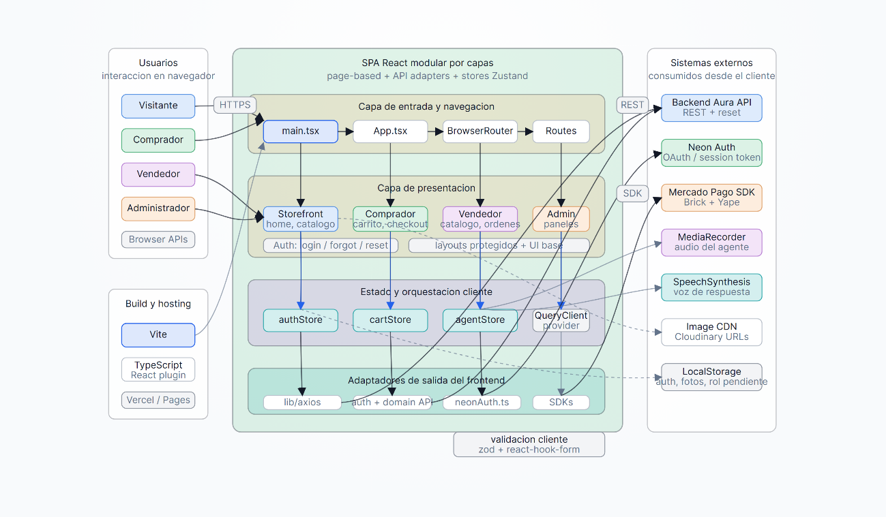 Usuarios
interaccion en navegador
Visitante
Comprador
Vendedor
Administrador
Browser APIs
Build y hosting
Vite
TypeScript
React plugin
Vercel / Pages
HTTPS
SPA React modular por capas
page-based + API adapters + stores Zustand
Capa de entrada y navegacion
main.tsx
App.tsx
BrowserRouter
Routes
Capa de presentacion
Storefront
home, catalogo
Comprador
carrito, checkout
Vendedor
catalogo, ordenes
Admin
paneles
Auth: login / forgot / reset
layouts protegidos + UI base
Estado y orquestacion cliente
authStore
cartStore
agentStore
QueryClient
provider
Adaptadores de salida del frontend
lib/axios
auth + domain API
neonAuth.ts
SDKs
validacion cliente
zod + react-hook-form
REST
SDK
Sistemas externos
consumidos desde el cliente
Backend Aura API
REST + reset
Neon Auth
OAuth / session token
Mercado Pago SDK
Brick + Yape
MediaRecorder
audio del agente
SpeechSynthesis
voz de respuesta
Image CDN
Cloudinary URLs
LocalStorage
auth, fotos, rol pendiente